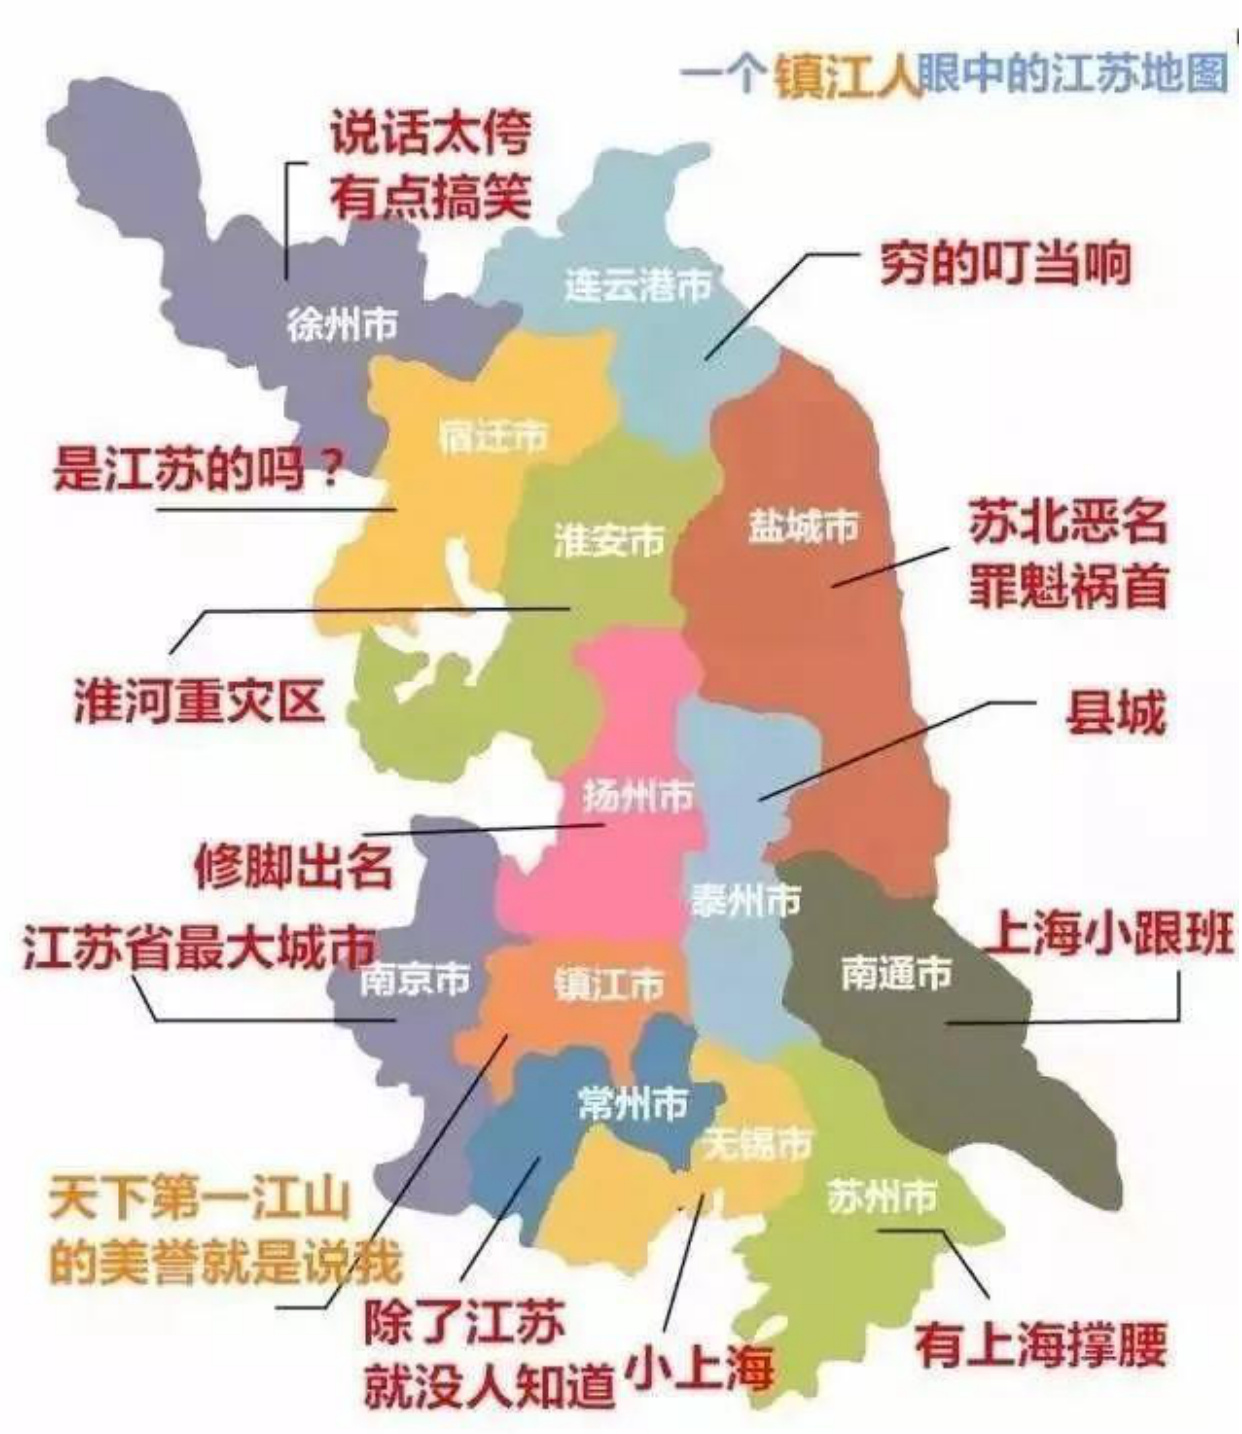 一个镇江人眼中的江苏地图
说话太侉
有点搞笑
连云港市
穷的叮当响
徐州市
宿迁市
是江苏的吗？
淮安市
盐城市
苏北恶名
罪魁祸首
淮河重灾区
县城
扬州市
修脚出名
泰州市
江苏省最大城市
南京市
镇江市
南通市
上海小跟班
常州市
无锡市
苏州市
天下第一江山
的美誉就是说我
除了江苏
就没人知道
小上海
有上海撑腰